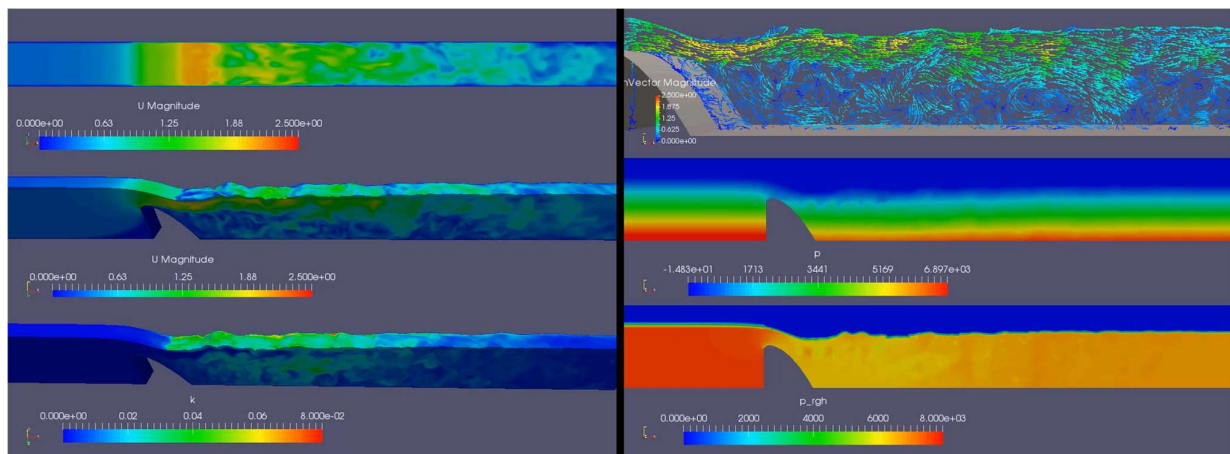 U Magnitude
0.000e+00 0.63 1.25 1.88 2.500e+00
U Magnitude
0.000e+00 0.63 1.25 1.88 2.500e+00
k
0.000e+00 0.02 0.04 0.06 8.000e-02
nVector Magnitude
2.500e+00
1.875
1.25
0.625
0.000e+00
p
-1.483e+01 1713 3441 5169 6.897e+03
p_rgh
0.000e+00 2000 4000 6000 8.000e+03